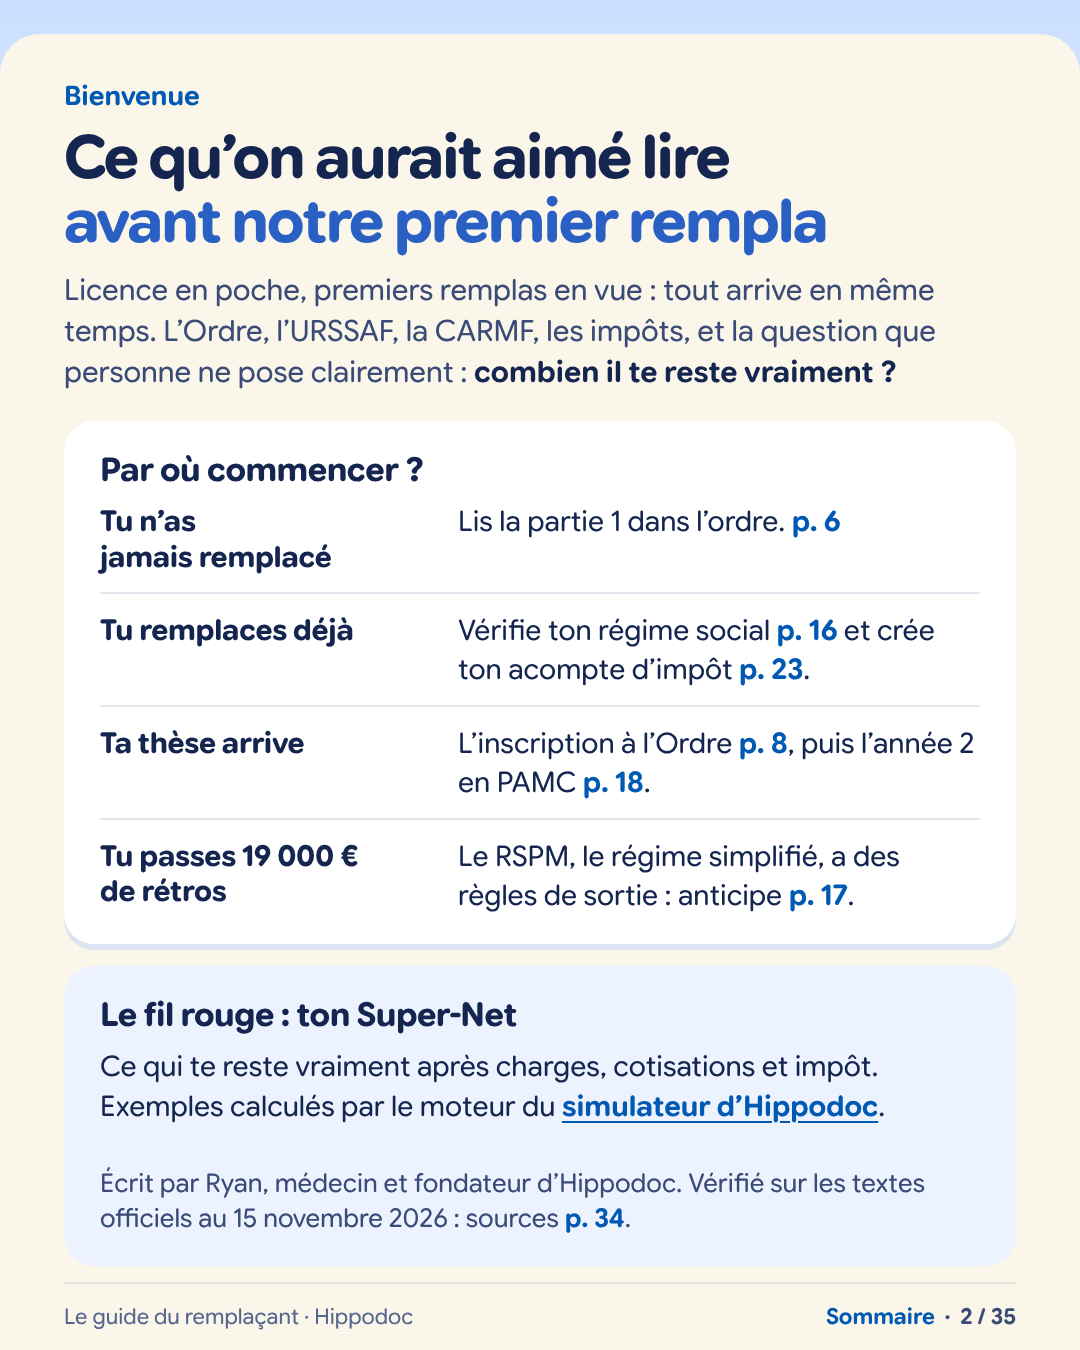 Bienvenue
Ce qu’on aurait aimé lire
avant notre premier rempla
Licence en poche, premiers remplas en vue : tout arrive en même
temps. L’Ordre, l’URSSAF, la CARMF, les impôts, et la question que
personne ne pose clairement : combien il te reste vraiment ?
Par où commencer ?
Tu n’as
jamais remplacé
Lis la partie 1 dans l’ordre. p. 6
Tu remplaces déjà
Vérifie ton régime social p. 16 et crée
ton acompte d’impôt p. 23.
Ta thèse arrive
L’inscription à l’Ordre p. 8, puis l’année 2
en PAMC p. 18.
Tu passes 19 000 €
de rétros
Le RSPM, le régime simplifié, a des
règles de sortie : anticipe p. 17.
Le fil rouge : ton Super-Net
Ce qui te reste vraiment après charges, cotisations et impôt.
Exemples calculés par le moteur du simulateur d’Hippodoc.
Écrit par Ryan, médecin et fondateur d’Hippodoc. Vérifié sur les textes
officiels au 15 novembre 2026 : sources p. 34.
Le guide du remplaçant · Hippodoc
Sommaire · 2 / 35